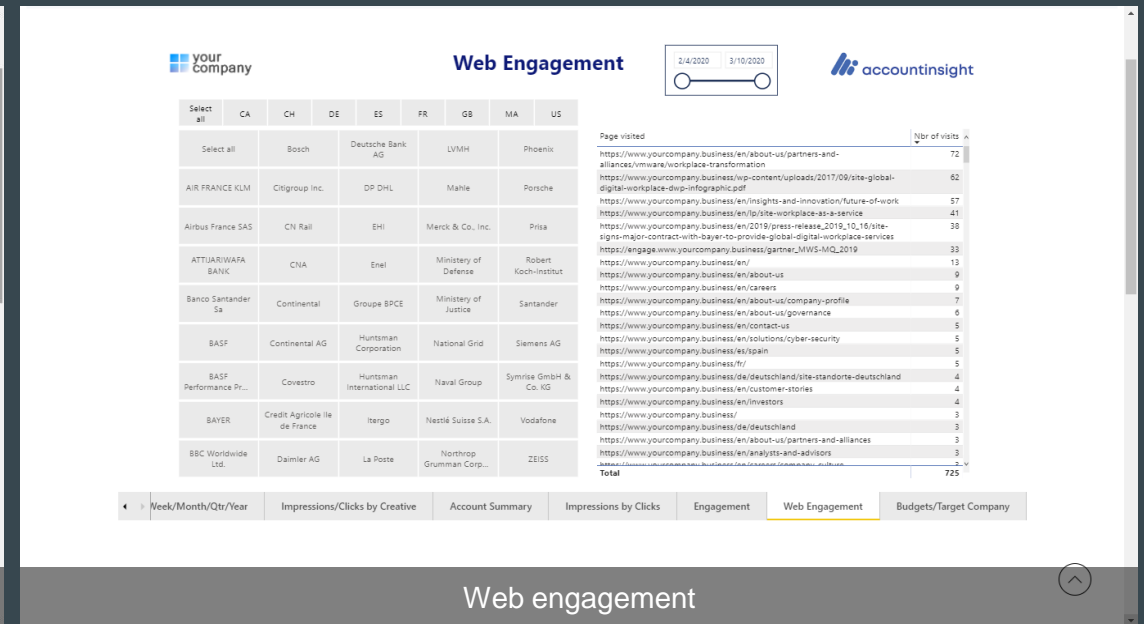 your
company
Web Engagement
2/4/2020 3/10/2020
accountinsight
Select
all
CA CH DE ES FR GB MA US
Select all
Bosch
Deutsche Bank
AG
LVMH
Phoenix
AIR FRANCE KLM
Citigroup Inc.
DP DHL
Mahle
Porsche
Airbus France SAS
CN Rail
EHI
Merck & Co., Inc.
Prisa
ATTIJARIWAFA
BANK
CNA
Enel
Ministery of
Defense
Robert
Koch-Institut
Banco Santander
Sa
Continental
Groupe BPCE
Ministery of
Justice
Santander
BASF
Continental AG
Huntsman
Corporation
National Grid
Siemens AG
BASF
Performance Pr...
Covestro
Huntsman
International LLC
Naval Group
Symrise GmbH &
Co. KG
BAYER
Credit Agricole Ile
de France
Itergo
Nestlé Suisse S.A.
Vodafone
BBC Worldwide
Ltd.
Daimler AG
La Poste
Northrop
Grumman Corp...
ZEISS
Page visited Nbr of visits
https://www.yourcompany.business/en/about-us/partners-and- 72
alliances/vmware/workplace-transformation
https://www.yourcompany.business/wp-content/uploads/2017/09/site-global- 62
digital-workplace-dwp-infographic.pdf
https://www.yourcompany.business/en/insights-and-innovation/future-of-work 57
https://www.yourcompany.business/en/lp/site-workplace-as-a-service 41
https://www.yourcompany.business/en/2019/press-release_2019_10_16/site- 38
signs-major-contract-with-bayer-to-provide-global-digital-workplace-services
https://engage.www.yourcompany.business/gartner_MWS-MQ_2019 33
https://www.yourcompany.business/en/ 13
https://www.yourcompany.business/en/about-us 9
https://www.yourcompany.business/en/careers 9
https://www.yourcompany.business/en/about-us/company-profile 7
https://www.yourcompany.business/en/about-us/governance 6
https://www.yourcompany.business/en/contact-us 5
https://www.yourcompany.business/en/solutions/cyber-security 5
https://www.yourcompany.business/es/spain 5
https://www.yourcompany.business/fr/ 5
https://www.yourcompany.business/de/deutschland/site-standorte-deutschland 4
https://www.yourcompany.business/en/customer-stories 4
https://www.yourcompany.business/en/investors 4
https://www.yourcompany.business/ 3
https://www.yourcompany.business/de/deutschland 3
https://www.yourcompany.business/en/about-us/partners-and-alliances 3
https://www.yourcompany.business/en/analysts-and-advisors 3
https://www.yourcompany.business/en/careers/company-culture 3
Total 725
Week/Month/Qtr/Year
Impressions/Clicks by Creative
Account Summary
Impressions by Clicks
Engagement
Web Engagement
Budgets/Target Company
Web engagement